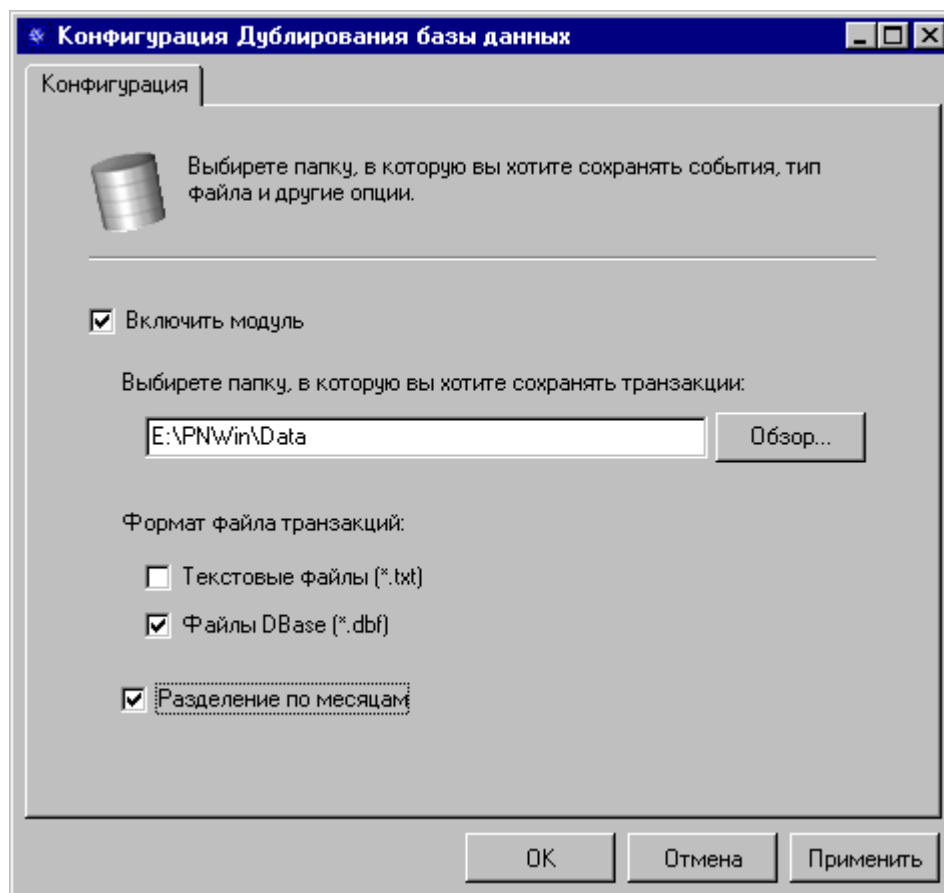 Конфигурация Дублирования базы данных
Конфигурация
Выбирете папку, в которую вы хотите сохранять события, тип
файла и другие опции.
Включить модуль
Выбирете папку, в которую вы хотите сохранять транзакции:
E:\PNWin\Data
Обзор...
Формат файла транзакций:
Текстовые файлы (*.txt)
Файлы DBase (*.dbf)
Разделение по месяцам
OK
Отмена
Применить